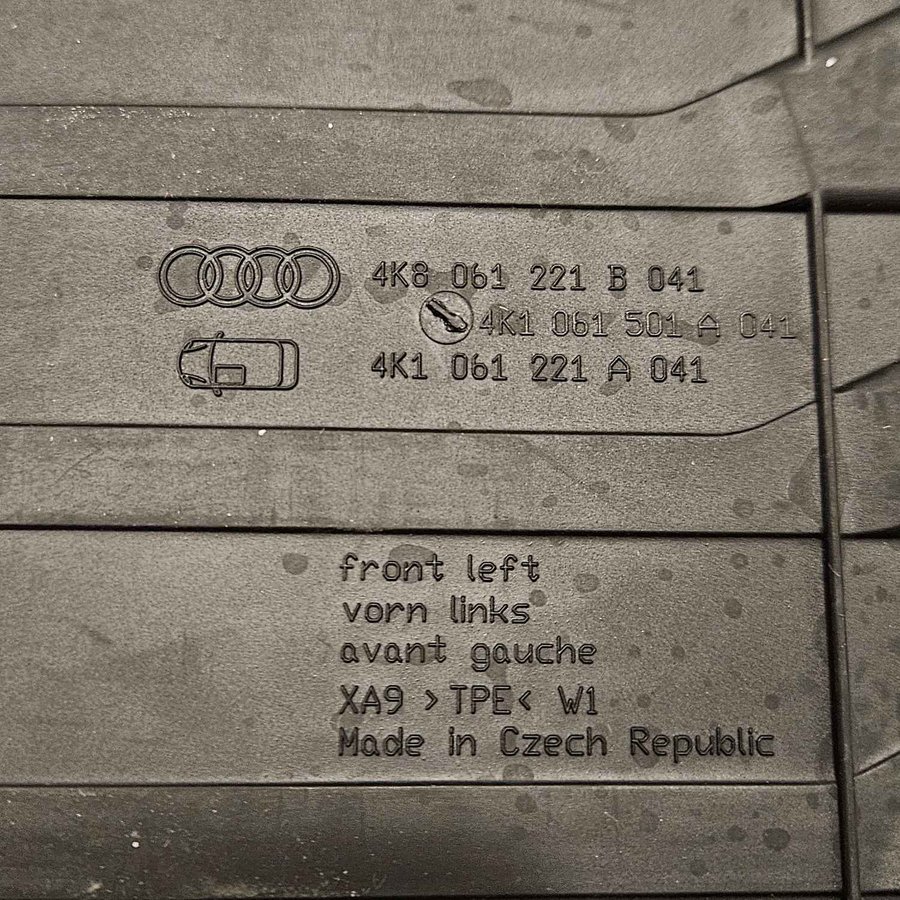 4K8 061 221 B 041
4K1 061 501 A 041
4K1 061 221 A 041
front left
vorn links
avant gauche
XA9 >TPE< W1
Made in Czech Republic